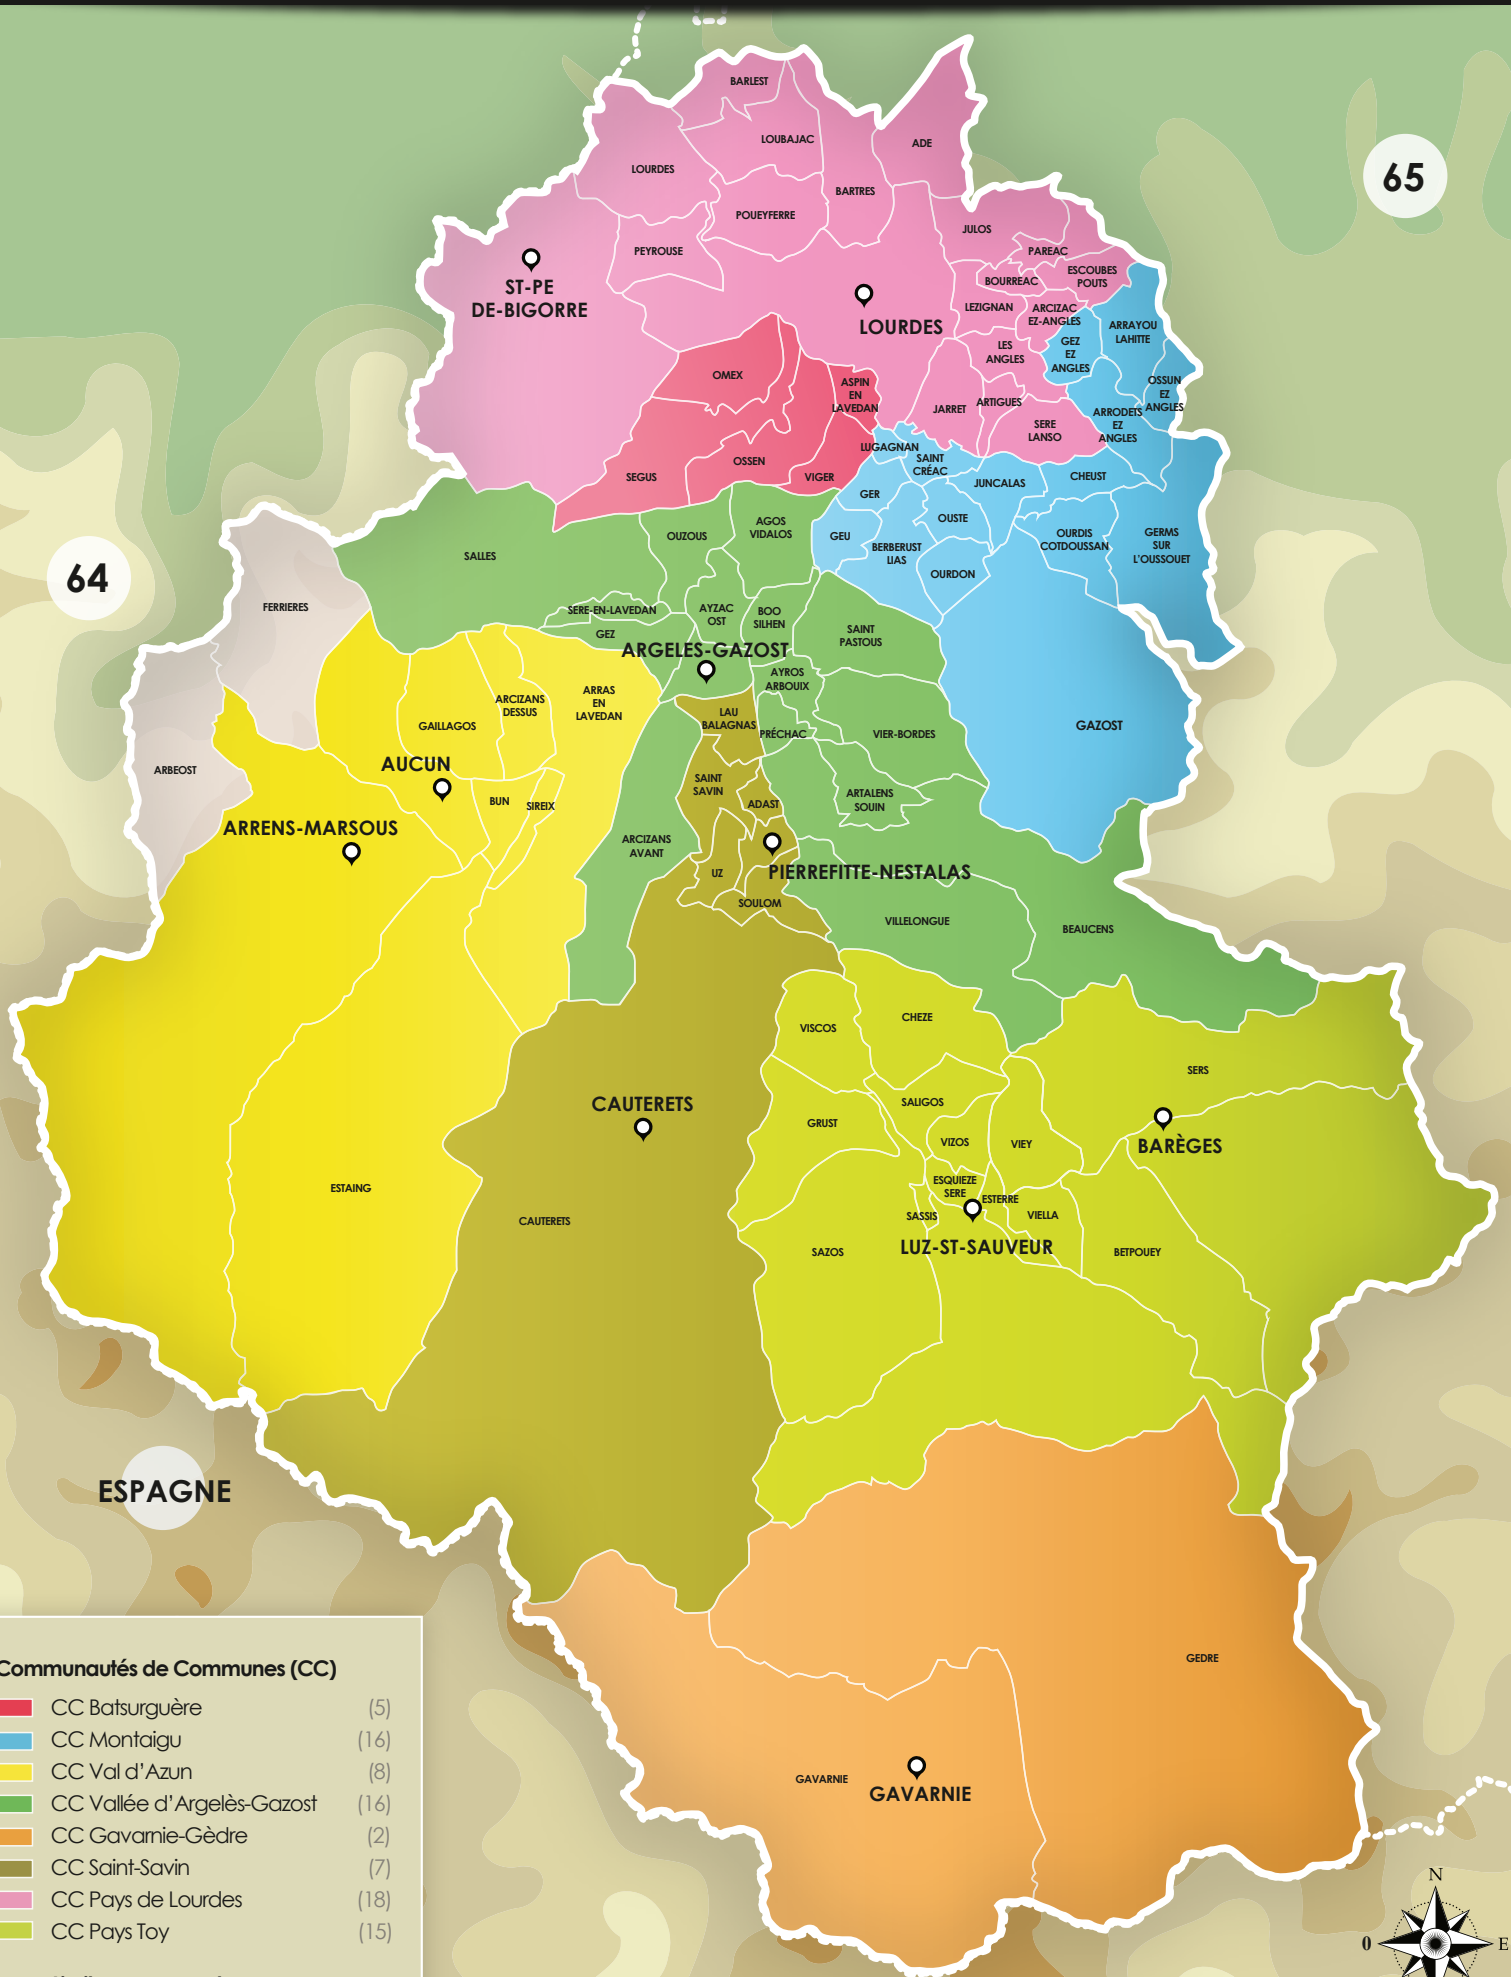 BARLEST
LOUBAJAC
ADE
LOURDES
BARTRES
POUEYFERRE
65
JULOS
PEYROUSE
PAREAC
ESCOUBES
POUTS
BOURREAC
ST-PE
DE-BIGORRE
LEZIGNAN
ARCIZAC
EZ-ANGLES
LOURDES
ARRAYOU
LAHITTE
GEZ
EZ
ANGLES
LES
ANGLES
OMEX
ASPIN
EN
LAVEDAN
OSSUN
EZ
ANGLES
JARRET
ARTIGUES
ARRODETS
EZ
ANGLES
SERE
LANSO
LUGAGNAN
SAINT
CRÉAC
OSSEN
SEGUS
VIGER
JUNCALAS
CHEUST
GER
AGOS
VIDALOS
OUZOUS
GEU
OUSTE
OURDIS
COTDOUSSAN
GERMS
SUR
L'OUSSOUET
BERBERUST
LIAS
SALLES
OURDON
64
FERRIERES
SERE-EN-LAVEDAN
AYZAC
OST
BOO
SILHEN
GEZ
SAINT
PASTOUS
ARGELES-GAZOST
AYROS
ARBOUIX
ARRAS
EN
LAVEDAN
ARCIZANS
DESSUS
LAU
BALAGNAS
GAILLAGOS
PRÉCHAC
VIER-BORDES
GAZOST
ARBEOST
AUCUN
SAINT
SAVIN
BUN
SIREIX
ADAST
ARTALENS
SOUIN
ARRENS-MARSOUS
ARCIZANS
AVANT
UZ
PIERREFITTE-NESTALAS
SOULOM
VILLELONGUE
BEAUCENS
VISCOS
CHEZE
SERS
CAUTERETS
SALIGOS
GRUST
VIZOS
VIEY
BARÈGES
ESTAING
ESQUIEZE
SERE
ESTERRE
CAUTERETS
SASSIS
VIELLA
SAZOS
LUZ-ST-SAUVEUR
BETPOUEY
ESPAGNE
GEDRE
GAVARNIE
GAVARNIE
Communautés de Communes (CC)
CC Batsurguère (5)
CC Montaigu (16)
CC Val d'Azun (8)
CC Vallée d'Argelès-Gazost (16)
CC Gavarnie-Gèdre (2)
CC Saint-Savin (7)
CC Pays de Lourdes (18)
CC Pays Toy (15)
N
0
E